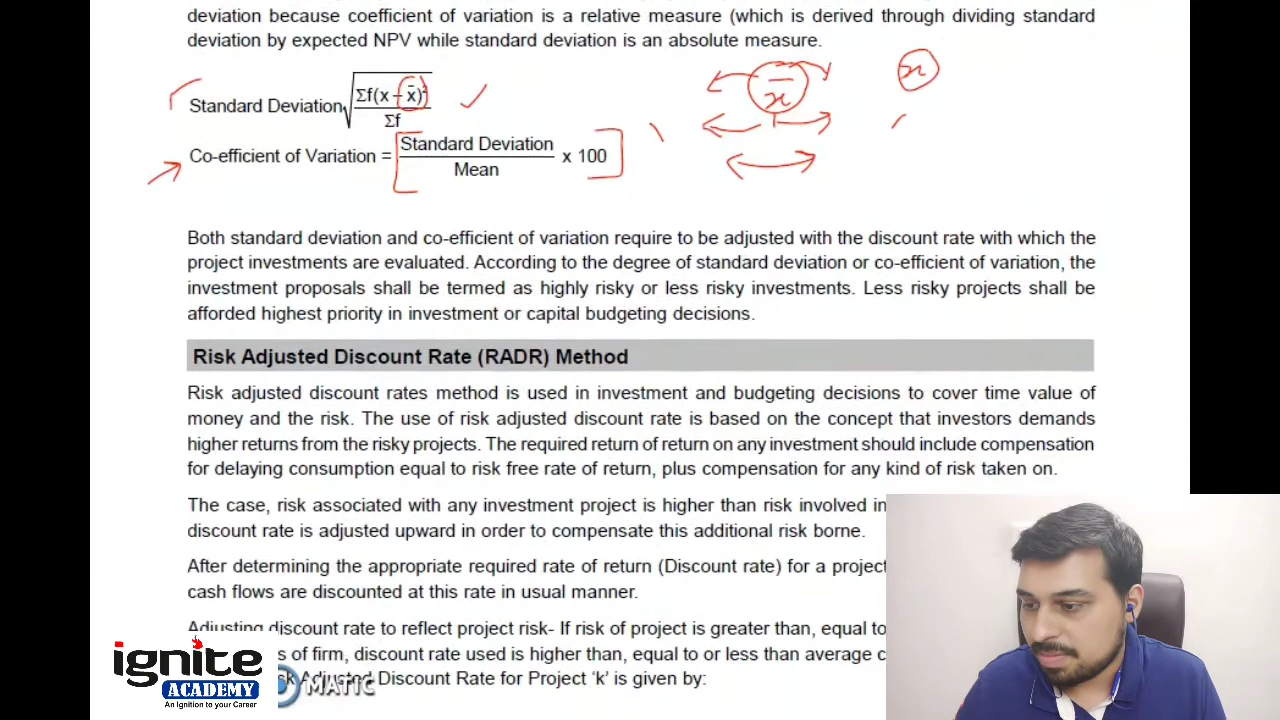 deviation because coefficient of variation is a relative measure (which is derived through dividing standard
deviation by expected NPV while standard deviation is an absolute measure.
Standard Deviation √ Σf(x – x̄)² / Σf
x̄
x
Co-efficient of Variation = Standard Deviation / Mean x 100
Both standard deviation and co-efficient of variation require to be adjusted with the discount rate with which the
project investments are evaluated. According to the degree of standard deviation or co-efficient of variation, the
investment proposals shall be termed as highly risky or less risky investments. Less risky projects shall be
afforded highest priority in investment or capital budgeting decisions.
Risk Adjusted Discount Rate (RADR) Method
Risk adjusted discount rates method is used in investment and budgeting decisions to cover time value of
money and the risk. The use of risk adjusted discount rate is based on the concept that investors demands
higher returns from the risky projects. The required return of return on any investment should include compensation
for delaying consumption equal to risk free rate of return, plus compensation for any kind of risk taken on.
The case, risk associated with any investment project is higher than risk involved in
discount rate is adjusted upward in order to compensate this additional risk borne.
After determining the appropriate required rate of return (Discount rate) for a project
cash flows are discounted at this rate in usual manner.
Adjusting discount rate to reflect project risk- If risk of project is greater than, equal to
of firm, discount rate used is higher than, equal to or less than average
Adjusted Discount Rate for Project ‘k’ is given by:
ignite
ACADEMY
An Ignition to your Career
MATIC